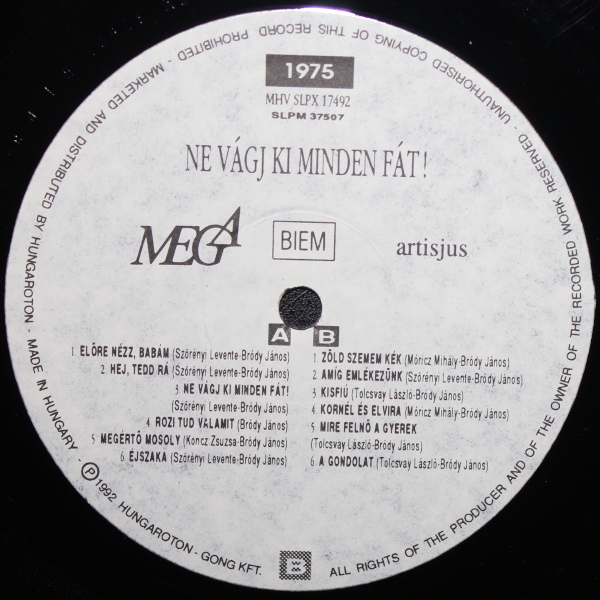 1975
MHV SLPX 17492
SLPM 37507
NE VÁGJ KI MINDEN FÁT!
MEGA
BIEM
artisjus
A B
1. ELŐRE NÉZZ, BABÁM (Szörényi Levente-Bródy János)
2. HEJ, TEDD RÁ (Szörényi Levente-Bródy János)
3. NE VÁGJ KI MINDEN FÁT!
(Szörényi Levente-Bródy János)
4. ROZI TUD VALAMIT (Bródy János)
5. MEGÉRTŐ MOSOLY (Koncz Zsuzsa-Bródy János)
6. ÉJSZAKA (Szörényi Levente-Bródy János)
1. ZÖLD SZEMEM KÉK (Móricz Mihály-Bródy János)
2. AMÍG EMLÉKEZÜNK (Szörényi Levente-Bródy János)
3. KISFIÚ (Tolcsvay László-Bródy János)
4. KORNÉL ÉS ELVIRA (Móricz Mihály-Bródy János)
5. MIRE FELNŐ A GYEREK
(Tolcsvay László-Bródy János)
6. A GONDOLAT (Tolcsvay László-Bródy János)
℗ 1992 HUNGAROTON - GONG KFT.
B
ALL RIGHTS OF THE PRODUCER AND OF THE OWNER OF THE RECORDED WORK RESERVED - UNAUTHORISED COPYING OF THIS RECORD PROHIBITED - MARKETED AND DISTRIBUTED BY HUNGAROTON - MADE IN HUNGARY